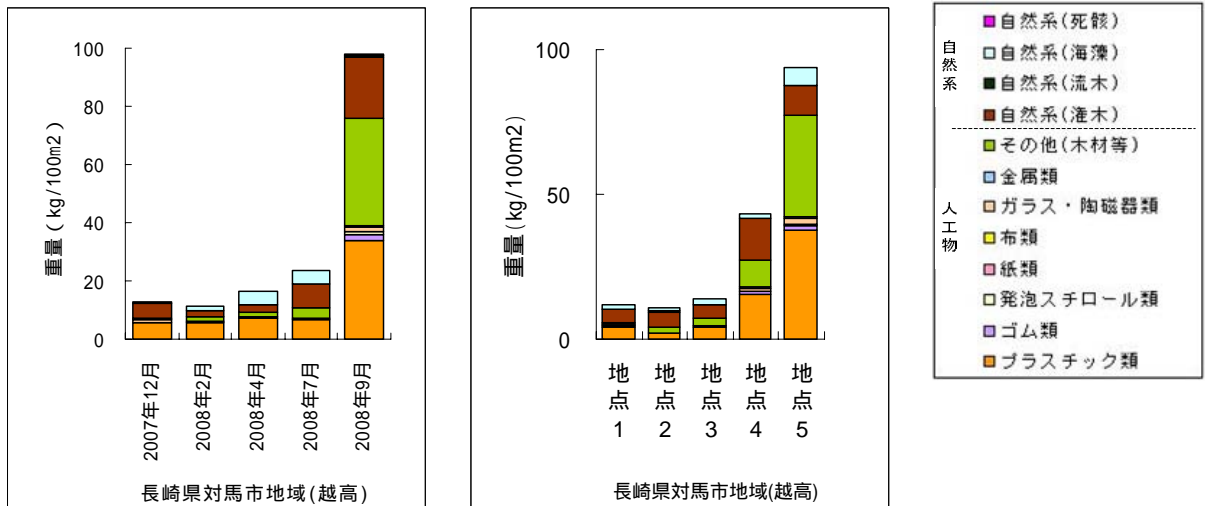 100
80
60
40
20
0
重量(kg/100m2)
2007年12月
2008年2月
2008年4月
2008年7月
2008年9月
長崎県対馬市地域(越高)
100
50
0
重量(kg/100m2)
地点1
地点2
地点3
地点4
地点5
長崎県対馬市地域(越高)
自然系
自然系(死骸)
自然系(海藻)
自然系(流木)
自然系(潅木)
人工物
その他(木材等)
金属類
ガラス・陶磁器類
布類
紙類
発泡スチロール類
ゴム類
プラスチック類